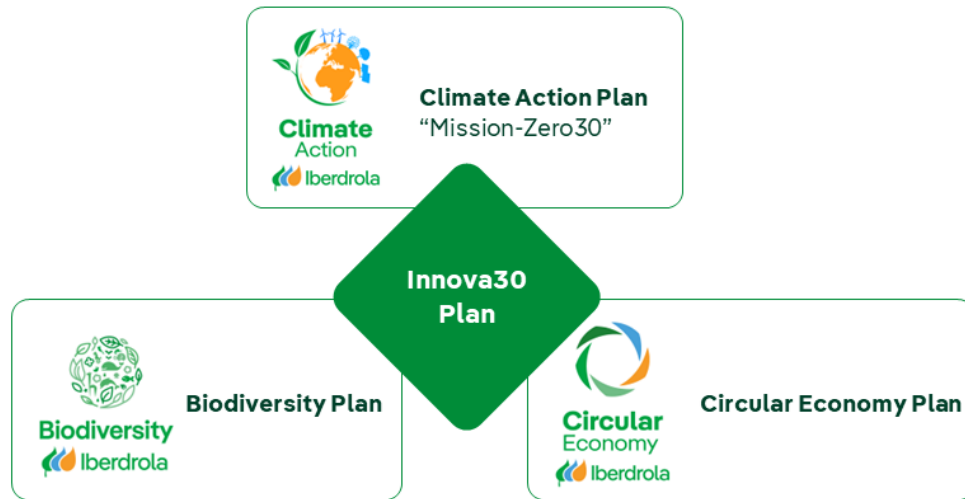 Climate
Action
Iberdrola
Climate Action Plan
“Mission-Zero30”
Innova30
Plan
Biodiversity
Iberdrola
Biodiversity Plan
Circular
Economy
Iberdrola
Circular Economy Plan